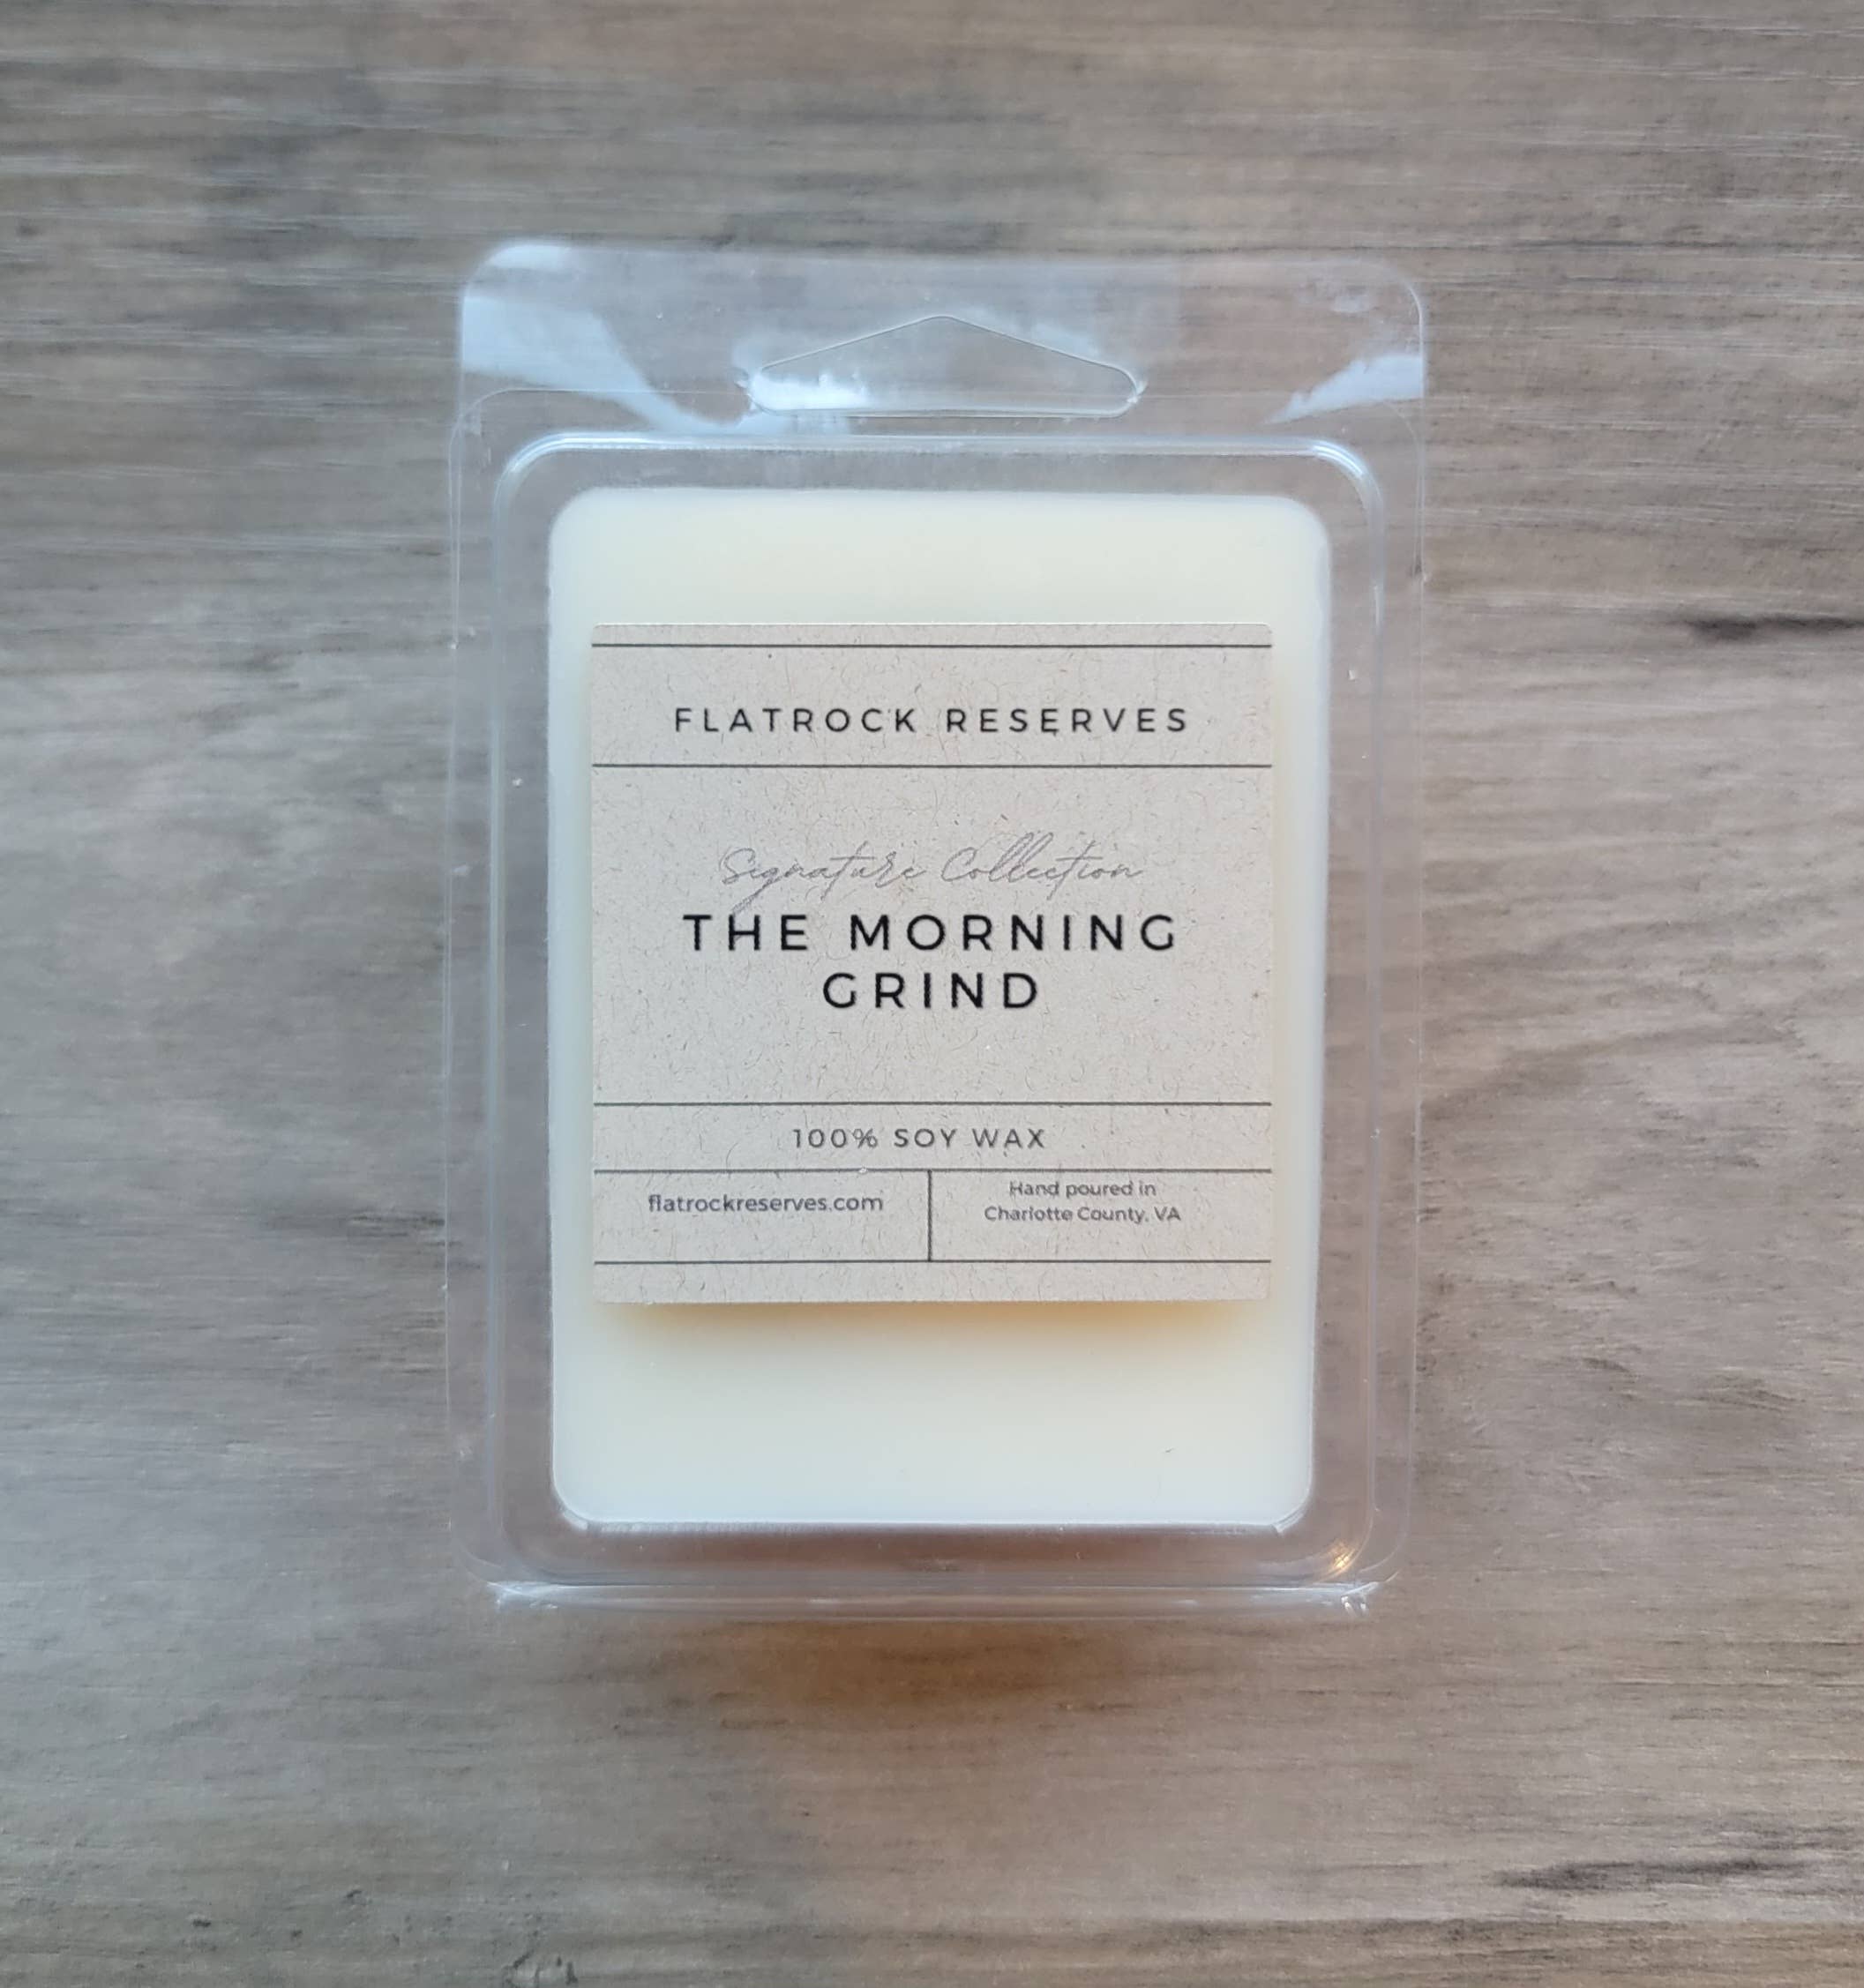 FLATROCK RESERVES
Signature Collection
THE MORNING
GRIND
100% SOY WAX
flatrockreserves.com
Hand poured in
Charlotte County, VA